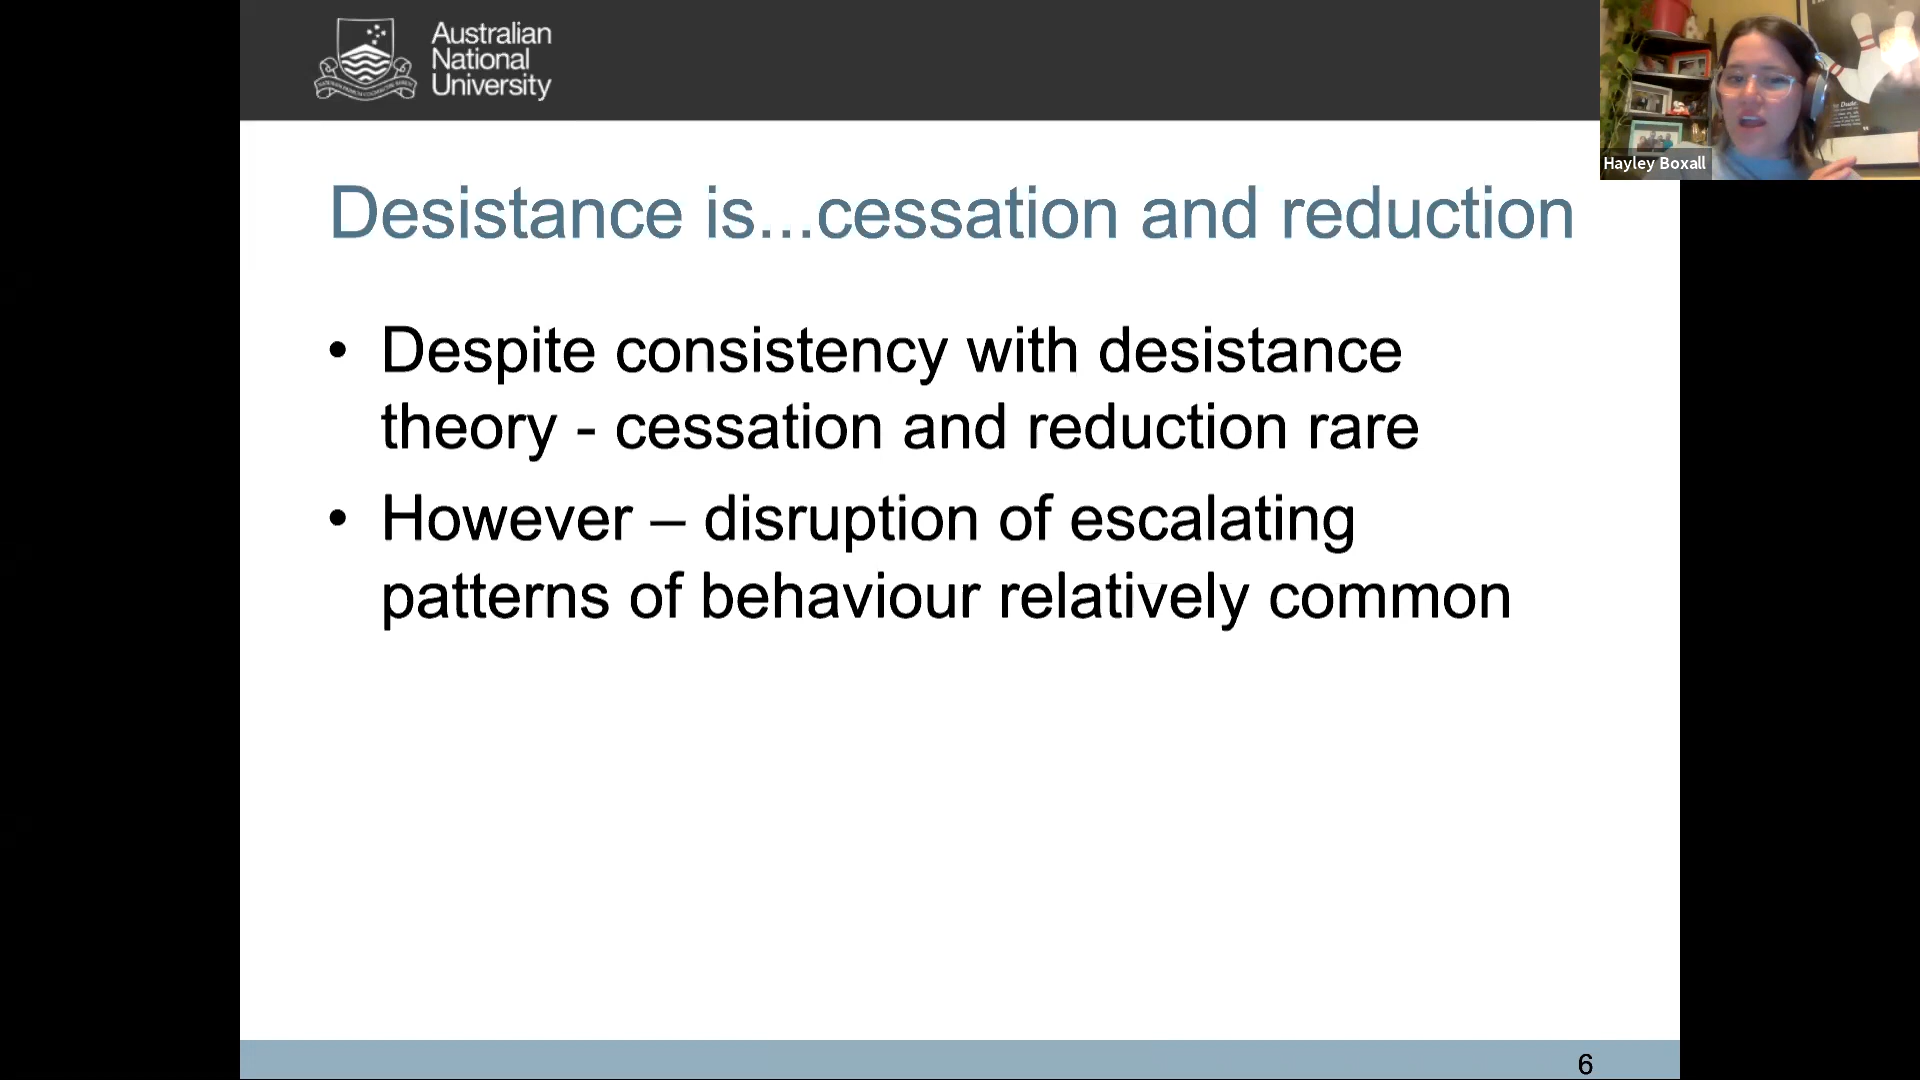 Australian
National
University
Hayley Boxall
Desistance is...cessation and reduction
• Despite consistency with desistance
theory - cessation and reduction rare
• However – disruption of escalating
patterns of behaviour relatively common
6